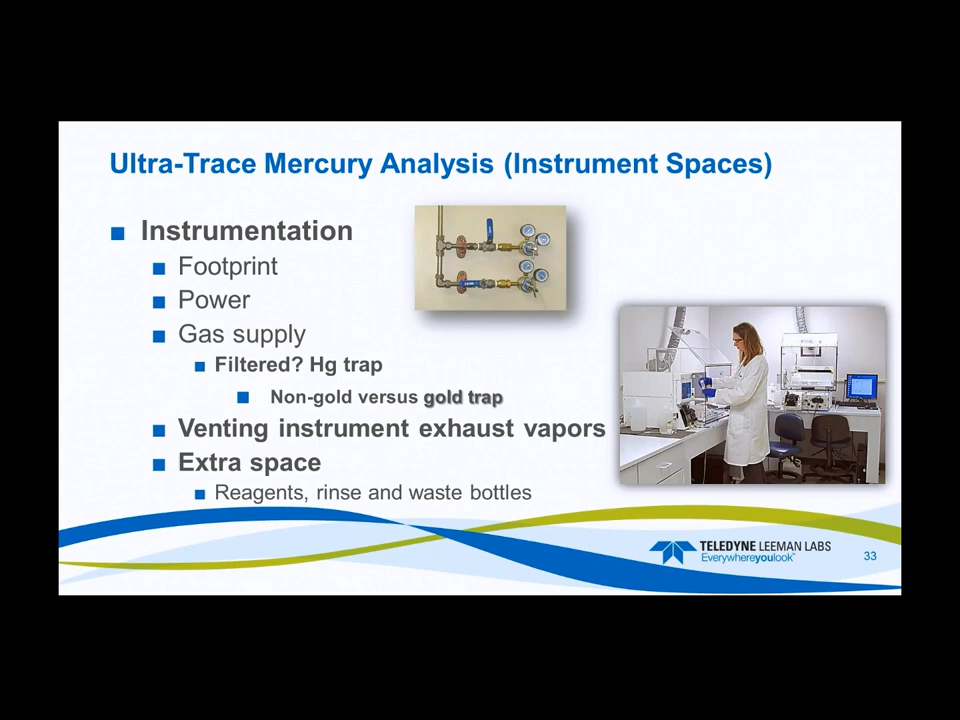 Ultra-Trace Mercury Analysis (Instrument Spaces)
Instrumentation
Footprint
Power
Gas supply
Filtered? Hg trap
Non-gold versus gold trap
Venting instrument exhaust vapors
Extra space
Reagents, rinse and waste bottles
TELEDYNE LEEMAN LABS
Everywhereyoulook™
33